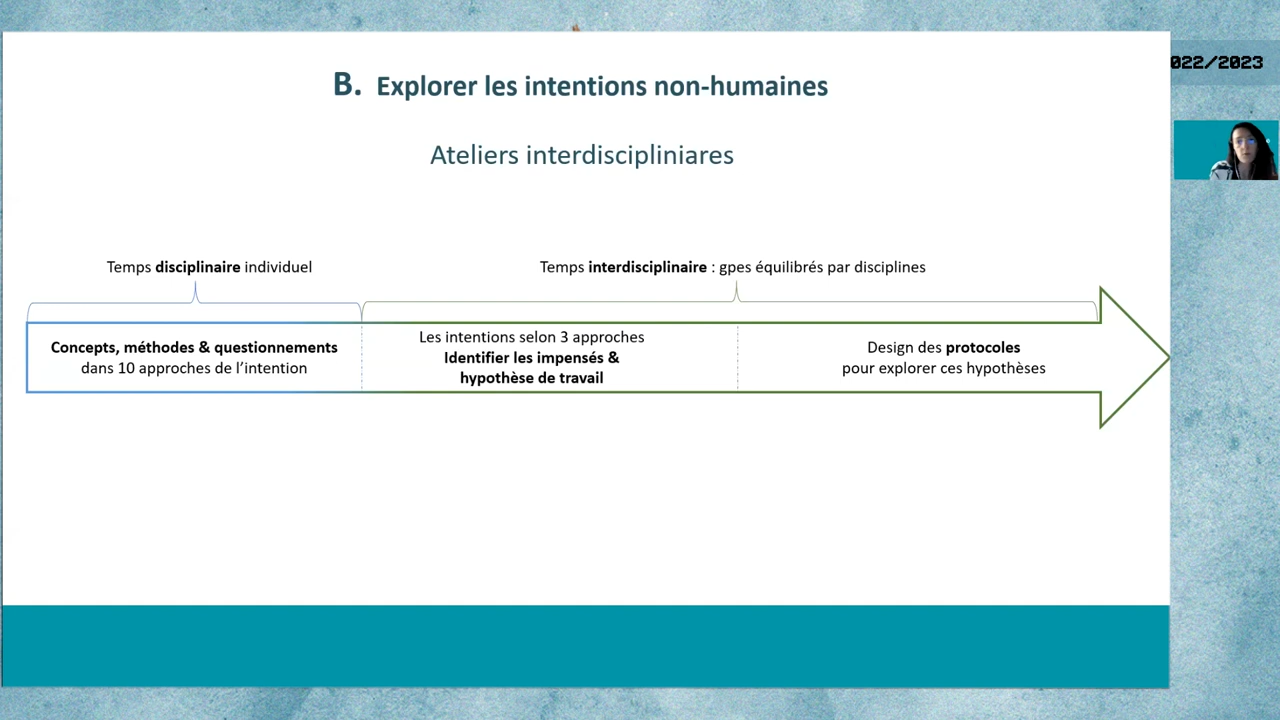 B. Explorer les intentions non-humaines
022/2023
Ateliers interdiscipliniares
Temps disciplinaire individuel
Temps interdisciplinaire : gpes équilibrés par disciplines
Concepts, méthodes & questionnements
dans 10 approches de l'intention
Les intentions selon 3 approches
Identifier les impensés &
hypothèse de travail
Design des protocoles
pour explorer ces hypothèses